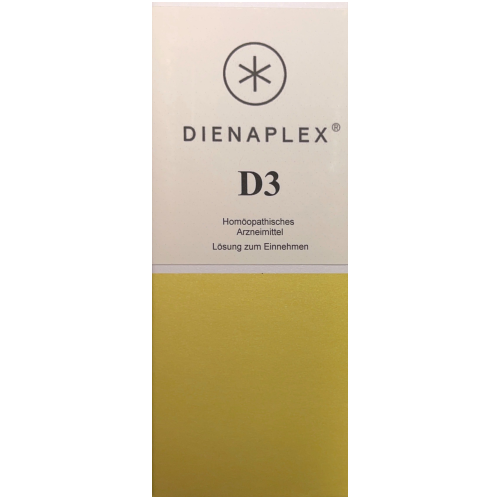 DIENAPLEX®
D3
Homöopathisches
Arzneimittel
Lösung zum Einnehmen